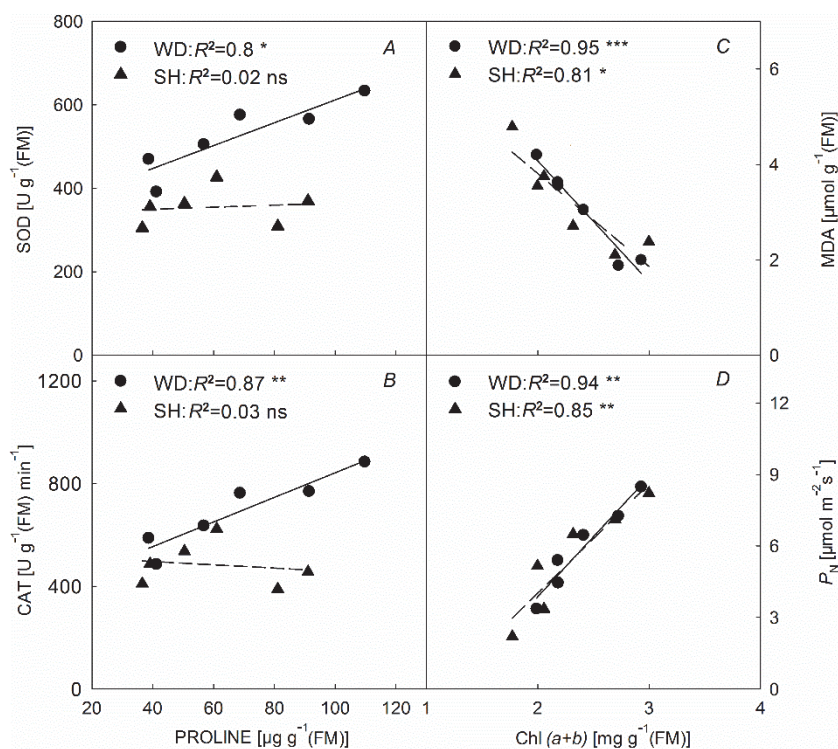 800
600
400
200
0
SOD [U g⁻¹(FM)]
WD:R²=0.8 *
SH:R²=0.02 ns
A
WD:R²=0.95 ***
SH:R²=0.81 *
C
6
4
2
0
MDA [µmol g⁻¹(FM)]
1200
800
400
0
CAT [U g⁻¹(FM) min⁻¹]
WD:R²=0.87 **
SH:R²=0.03 ns
B
WD:R²=0.94 **
SH:R²=0.85 **
D
12
9
6
3
0
P_N [µmol m⁻² s⁻¹]
20 40 60 80 100 120
PROLINE [µg g⁻¹(FM)]
1 2 3 4
Chl (a+b) [mg g⁻¹(FM)]